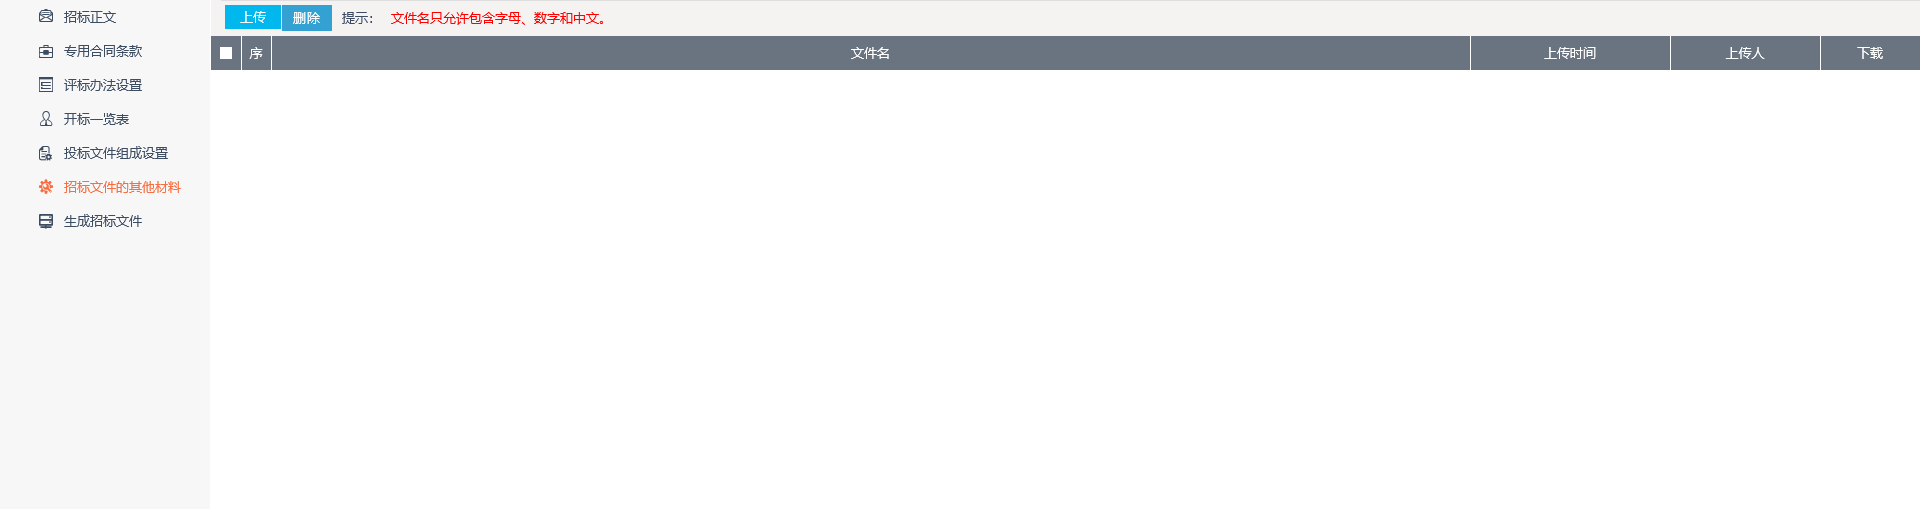 招标正文
专用合同条款
评标办法设置
开标一览表
投标文件组成设置
招标文件的其他材料
生成招标文件
上传 删除 提示： 文件名只允许包含字母、数字和中文。
序 文件名 上传时间 上传人 下载